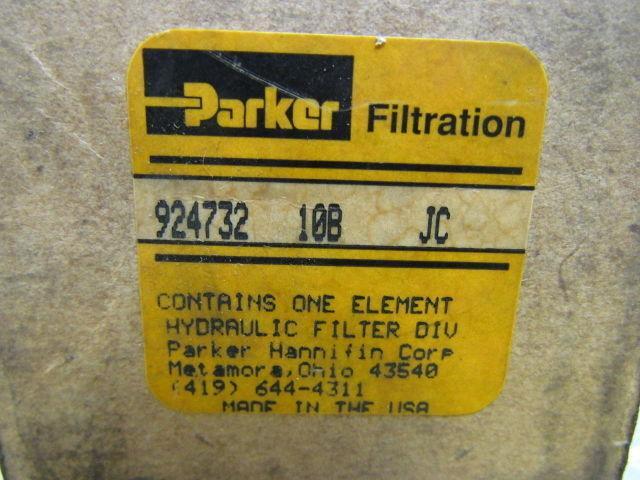 Parker Filtration
924732 10B JC
CONTAINS ONE ELEMENT
HYDRAULIC FILTER DIV
Parker Hannifin Corp
Metamora, Ohio 43540
(419) 644-4311
MADE IN THE USA